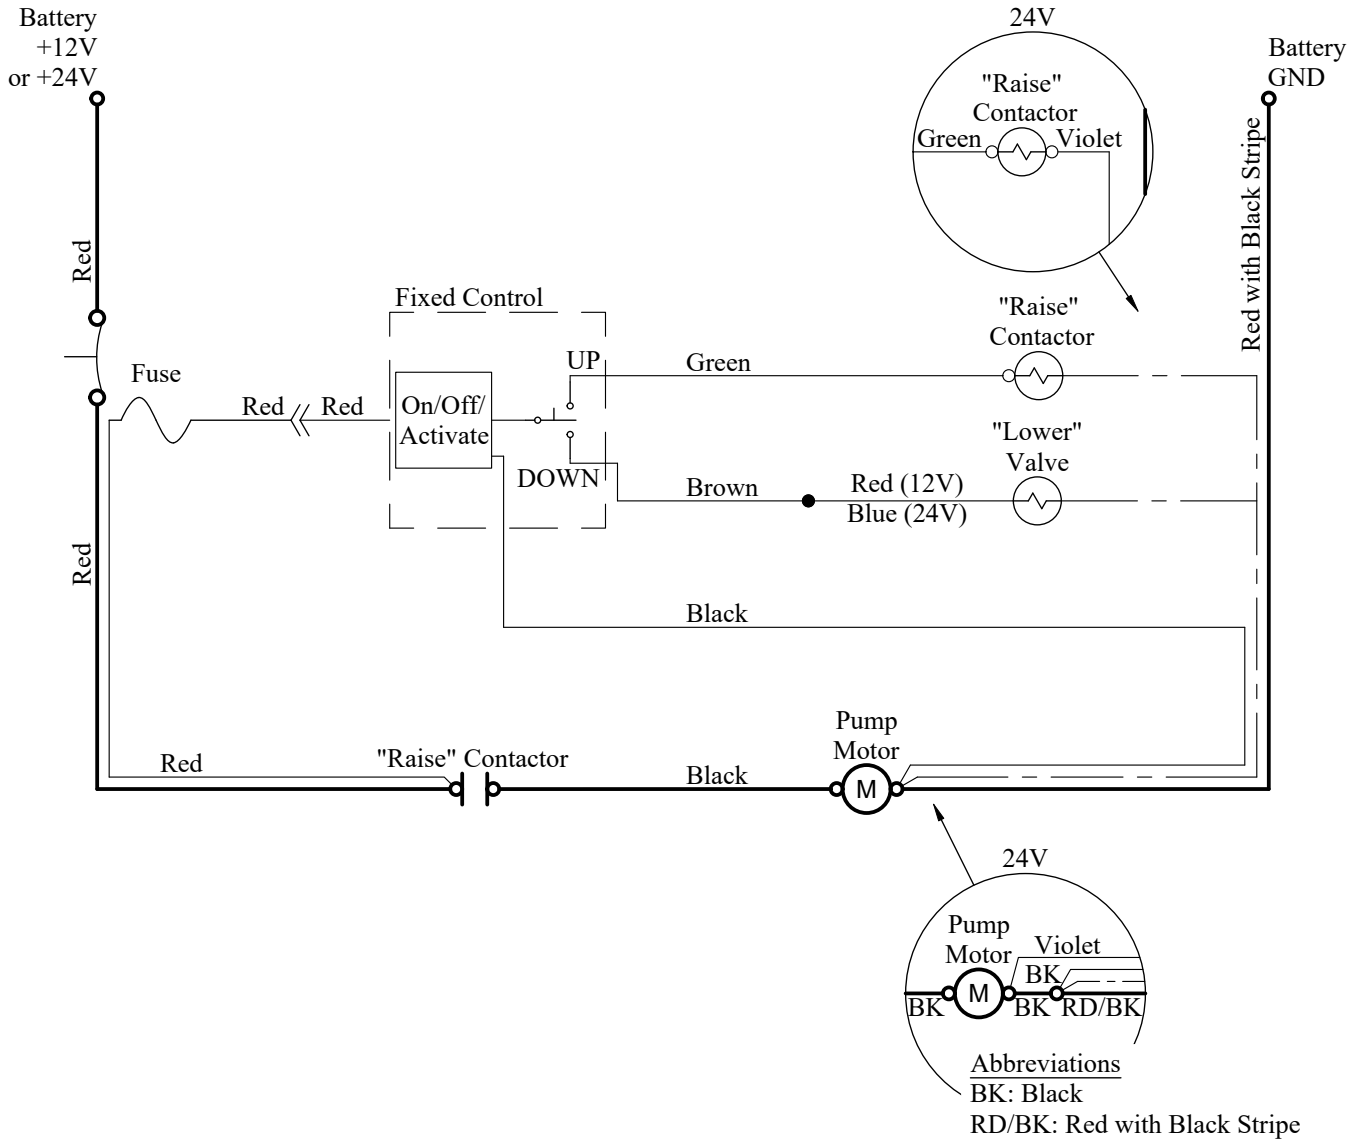 Battery
+12V
or +24V
24V
Battery
GND
"Raise"
Contactor
Green
Violet
Red with Black Stripe
Red
Fixed Control
"Raise"
Contactor
UP
Green
Fuse
Red
Red
On/Off/
Activate
"Lower"
Valve
DOWN
Brown
Red (12V)
Blue (24V)
Red
Black
Pump
Motor
Red
"Raise" Contactor
Black
M
24V
Pump
Motor
Violet
BK
M
BK
BK
RD/BK
Abbreviations
BK: Black
RD/BK: Red with Black Stripe